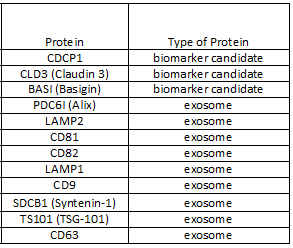 Protein Type of Protein
CDCP1 biomarker candidate
CLD3 (Claudin 3) biomarker candidate
BASI (Basigin) biomarker candidate
PDC6I (Alix) exosome
LAMP2 exosome
CD81 exosome
CD82 exosome
LAMP1 exosome
CD9 exosome
SDCB1 (Syntenin-1) exosome
TS101 (TSG-101) exosome
CD63 exosome